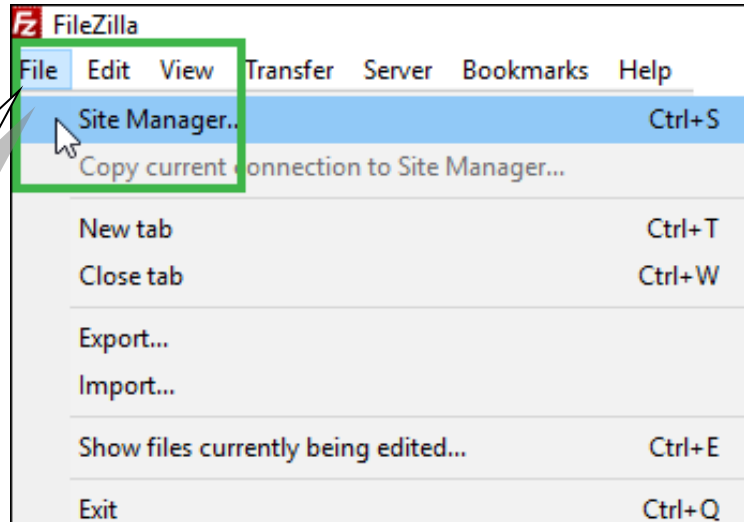 FZ FileZilla
File Edit View Transfer Server Bookmarks Help
Site Manager.. Ctrl+S
Copy current connection to Site Manager...
New tab Ctrl+T
Close tab Ctrl+W
Export...
Import...
Show files currently being edited... Ctrl+E
Exit Ctrl+Q